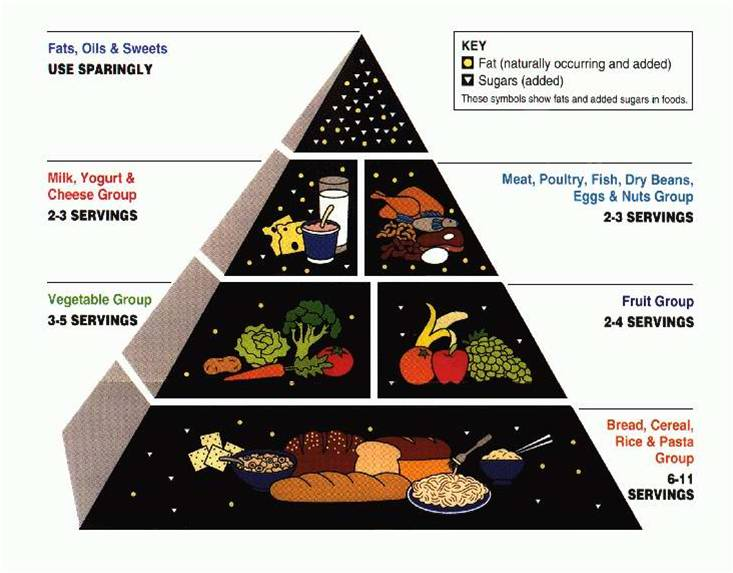 Fats, Oils & Sweets
USE SPARINGLY
KEY
Fat (naturally occurring and added)
Sugars (added)
These symbols show fats and added sugars in foods.
Milk, Yogurt &
Cheese Group
2-3 SERVINGS
Meat, Poultry, Fish, Dry Beans,
Eggs & Nuts Group
2-3 SERVINGS
Vegetable Group
3-5 SERVINGS
Fruit Group
2-4 SERVINGS
Bread, Cereal,
Rice & Pasta
Group
6-11
SERVINGS